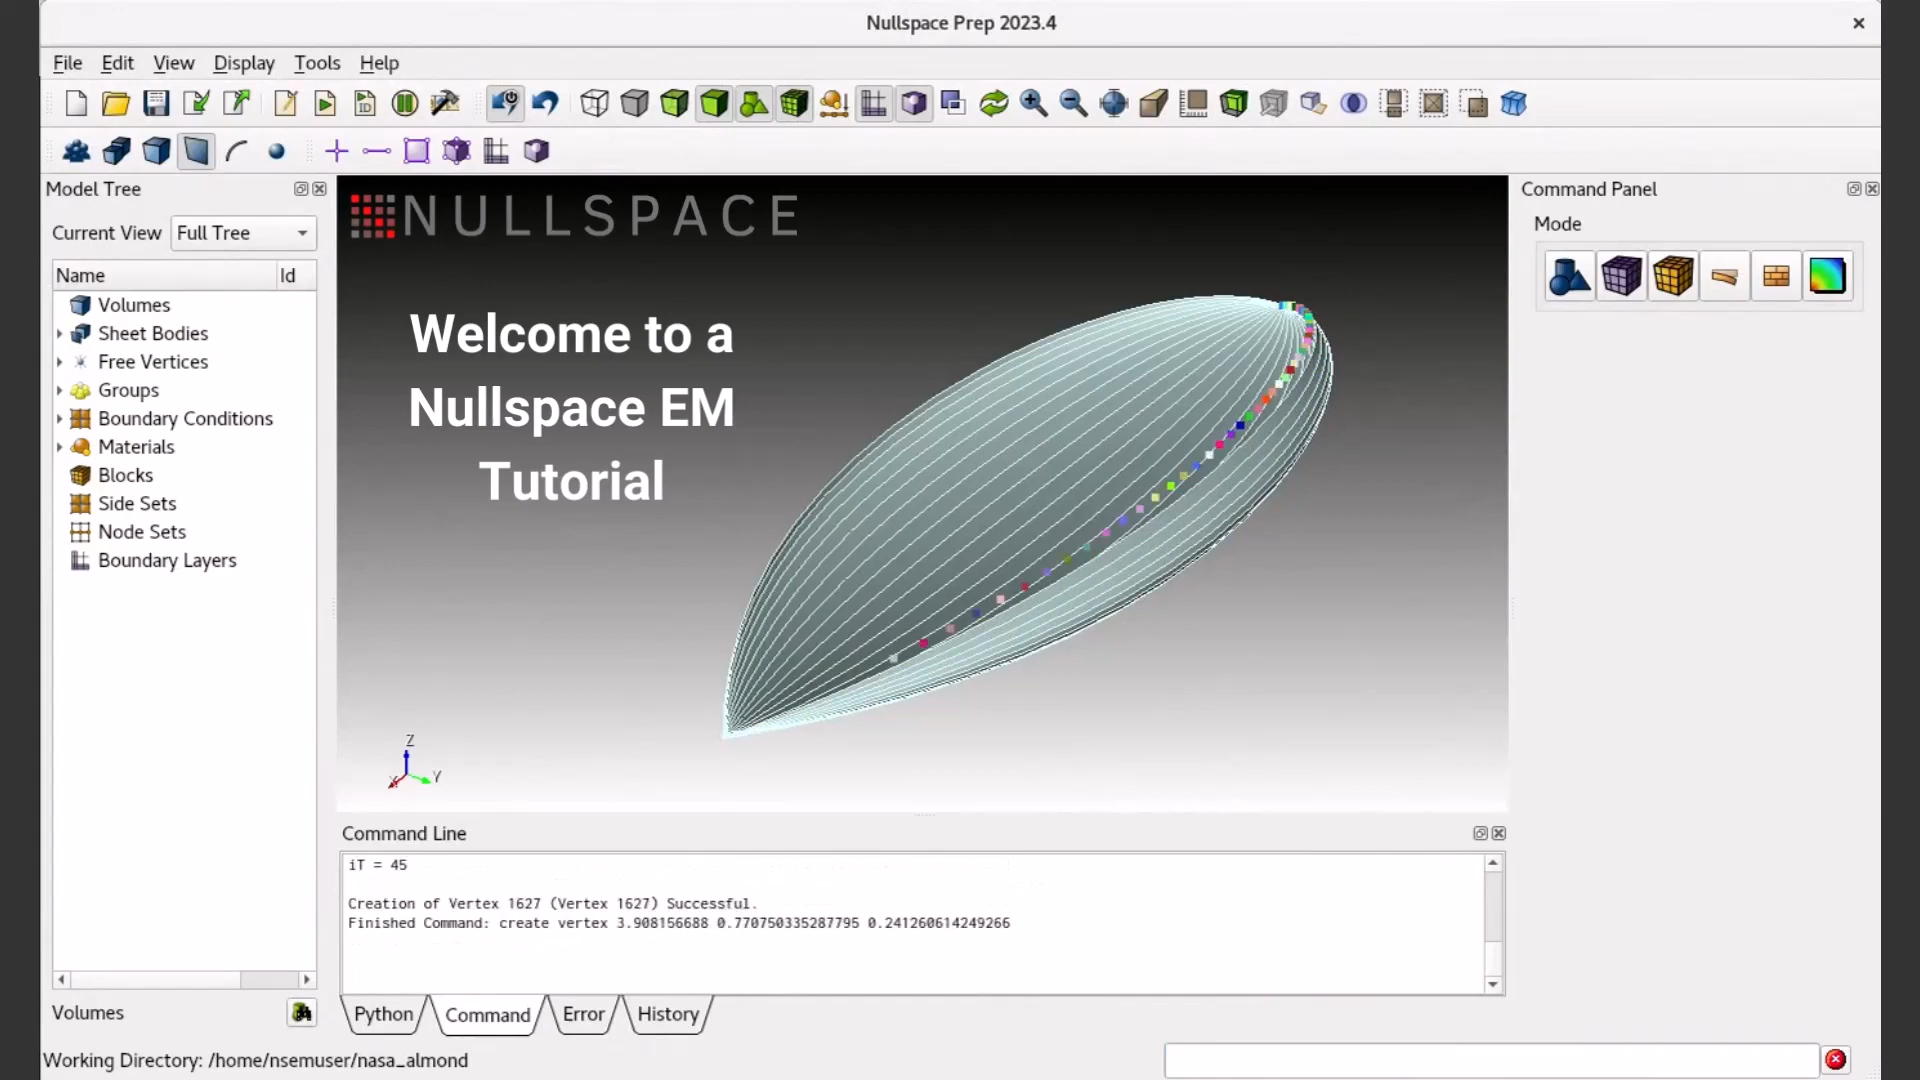 Nullspace Prep 2023.4
File Edit View Display Tools Help
Model Tree
Current View Full Tree
Name Id
Volumes
Sheet Bodies
Free Vertices
Groups
Boundary Conditions
Materials
Blocks
Side Sets
Node Sets
Boundary Layers
Volumes
NULLSPACE
Welcome to a
Nullspace EM
Tutorial
Z
X Y
Command Panel
Mode
Command Line
iT = 45
Creation of Vertex 1627 (Vertex 1627) Successful.
Finished Command: create vertex 3.908156688 0.770750335287795 0.241260614249266
Python Command Error History
Working Directory: /home/nsemuser/nasa_almond